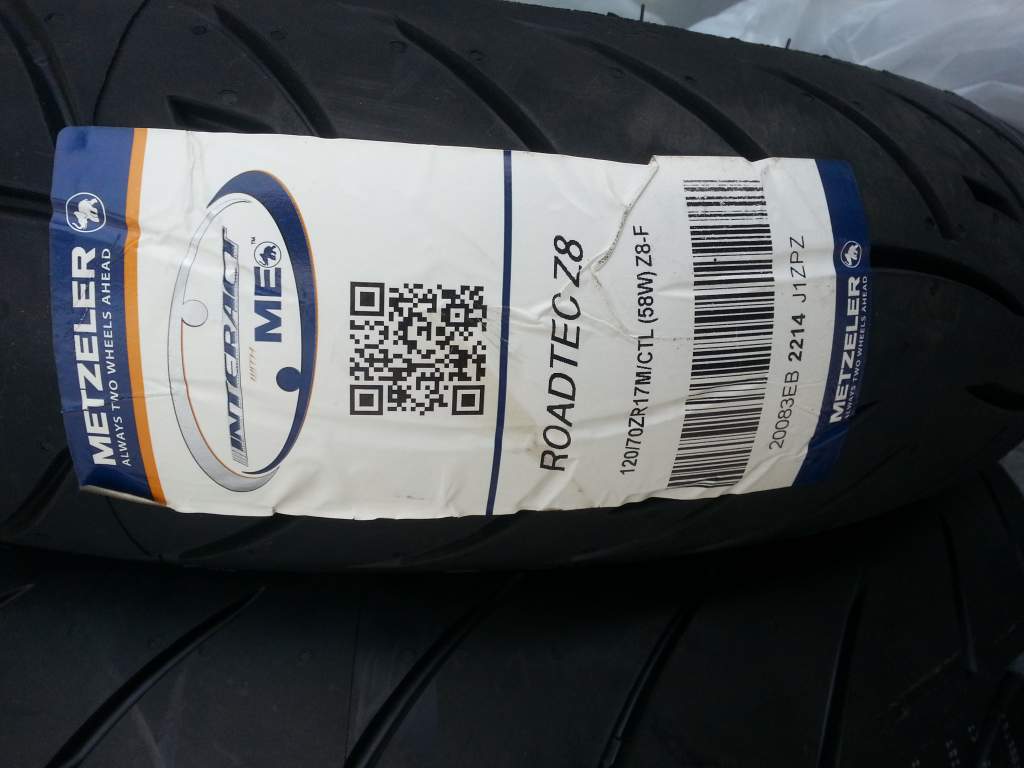 METZELER
ALWAYS TWO WHEELS AHEAD
INTERACT™
WITH
ME
ROADTEC Z8
120/70ZR17M/CTL (58W) Z8-F
20083EB 2214 J1ZPZ
METZELER
ALWAYS TWO WHEELS AHEAD